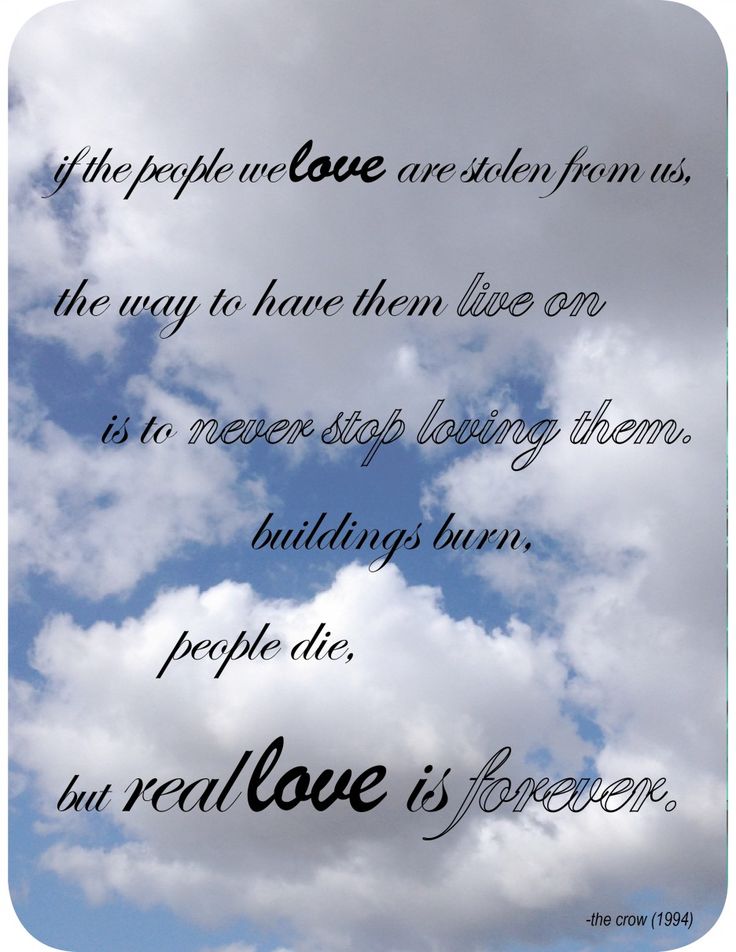 if the people we love are stolen from us,
the way to have them live on
is to never stop loving them.
buildings burn,
people die,
but real love is forever.
-the crow (1994)